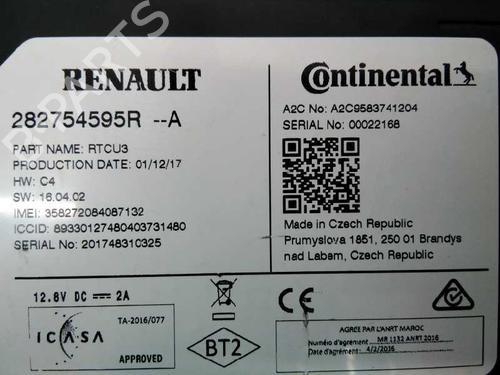 RENAULT
282754595R --A
PART NAME: RTCU3
PRODUCTION DATE: 01/12/17
HW: C4
SW: 16.04.02
IMEI: 358272084087132
ICCID: 89330127480403731480
SERIAL No: 201748310325
Continental
A2C No: A2C9583741204
SERIAL No: 00022168
Made in Czech Republic
Prumyslova 1851, 250 01 Brandys
nad Labem, Czech Republic
12.8V DC 2A
TA-2016/077
ICASA
APPROVED
BT2
CE
AGREE PAR L'ANRT MAROC
Numéro d'agrément : MR 1132 ANRT 2016
Date d'agrément : 4/2/2016
B-PARTS